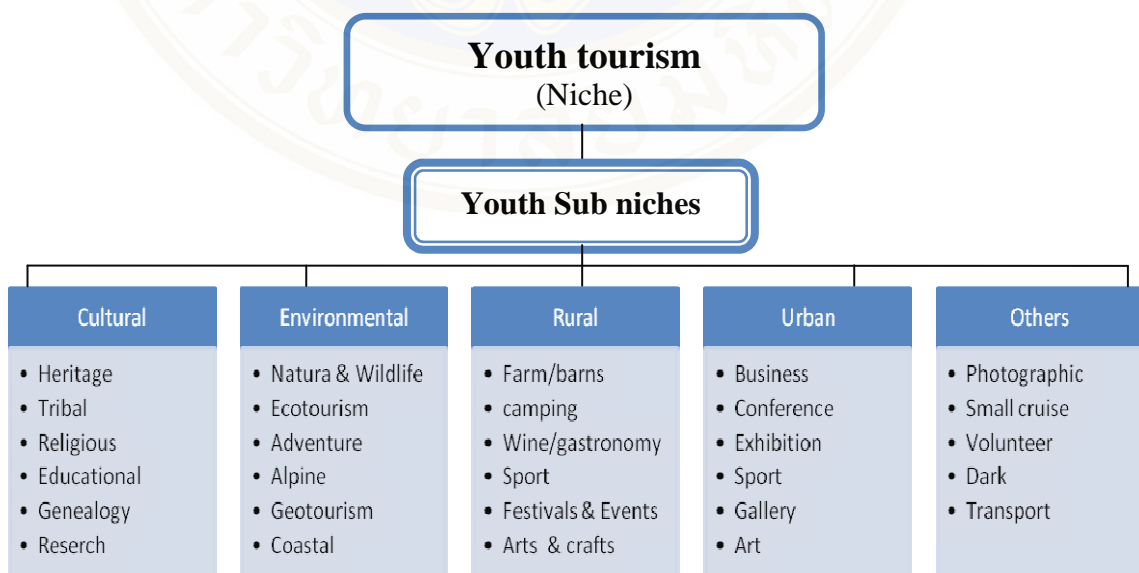 Youth tourism
(Niche)
Youth Sub niches
Cultural
• Heritage
• Tribal
• Religious
• Educational
• Genealogy
• Reserch
Environmental
• Natura & Wildlife
• Ecotourism
• Adventure
• Alpine
• Geotourism
• Coastal
Rural
• Farm/barns
• camping
• Wine/gastronomy
• Sport
• Festivals & Events
• Arts & crafts
Urban
• Business
• Conference
• Exhibition
• Sport
• Gallery
• Art
Others
• Photographic
• Small cruise
• Volunteer
• Dark
• Transport